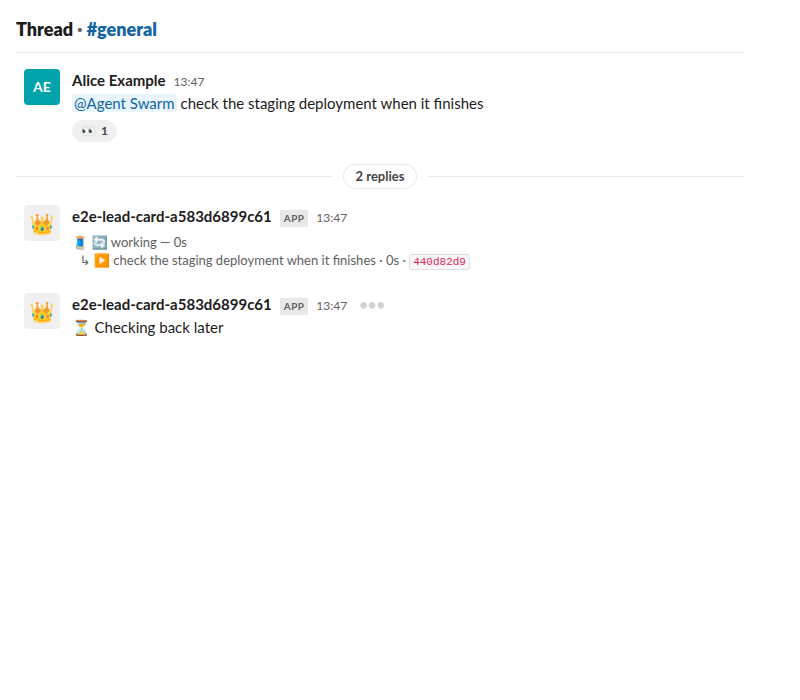 Thread • #general
AE
Alice Example 13:47
@Agent Swarm check the staging deployment when it finishes
👀 1
2 replies
e2e-lead-card-a583d6899c61 APP 13:47
🧵 🔄 working — 0s
↳ ▶️ check the staging deployment when it finishes · 0s · 440d82d9
e2e-lead-card-a583d6899c61 APP 13:47
⏳ Checking back later